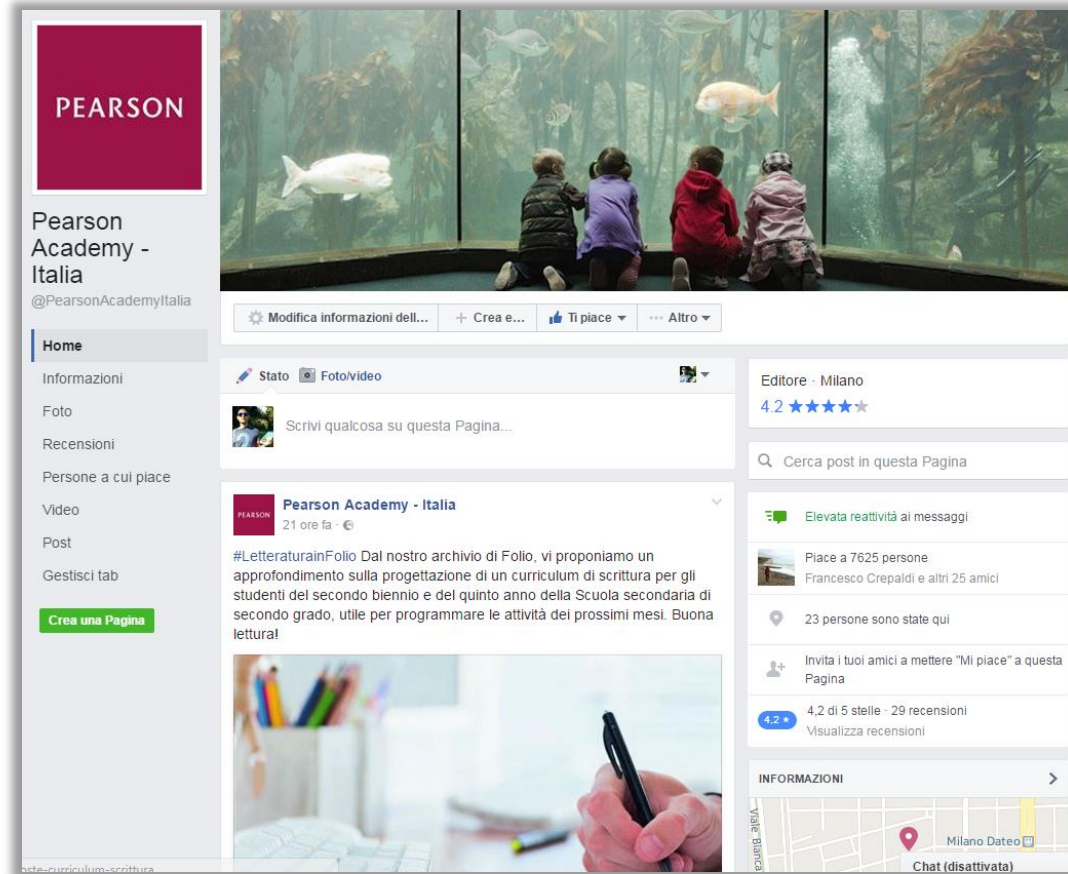 PEARSON
Pearson
Academy -
Italia
@PearsonAcademyItalia
Home
Informazioni
Foto
Recensioni
Persone a cui piace
Video
Post
Gestisci tab
Crea una Pagina
Modifica informazioni dell...
+ Crea e...
Ti piace
Altro
Stato
Foto/video
Scrivi qualcosa su questa Pagina...
PEARSON
Pearson Academy - Italia
21 ore fa ·
#LetteraturainFolio Dal nostro archivio di Folio, vi proponiamo un
approfondimento sulla progettazione di un curriculum di scrittura per gli
studenti del secondo biennio e del quinto anno della Scuola secondaria di
secondo grado, utile per programmare le attività dei prossimi mesi. Buona
lettura!
Editore · Milano
4.2 ★★★★★
Cerca post in questa Pagina
Elevata reattività ai messaggi
Piace a 7625 persone
Francesco Crepaldi e altri 25 amici
23 persone sono state qui
Invita i tuoi amici a mettere "Mi piace" a questa
Pagina
4,2 ★
4,2 di 5 stelle · 29 recensioni
Visualizza recensioni
INFORMAZIONI
Viale Bianca
Milano Dateo
Chat (disattivata)